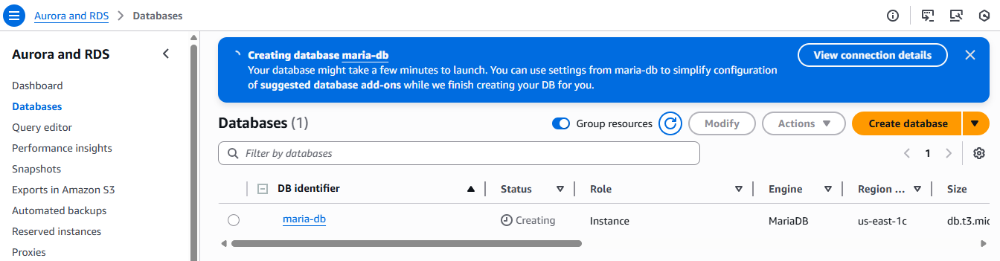 Aurora and RDS > Databases
Aurora and RDS
Dashboard
Databases
Query editor
Performance insights
Snapshots
Exports in Amazon S3
Automated backups
Reserved instances
Proxies
Creating database maria-db
View connection details
Your database might take a few minutes to launch. You can use settings from maria-db to simplify configuration
of suggested database add-ons while we finish creating your DB for you.
Databases (1)
Group resources
Modify
Actions
Create database
Filter by databases
1
DB identifier Status Role Engine Region ... Size
maria-db Creating Instance MariaDB us-east-1c db.t3.mic